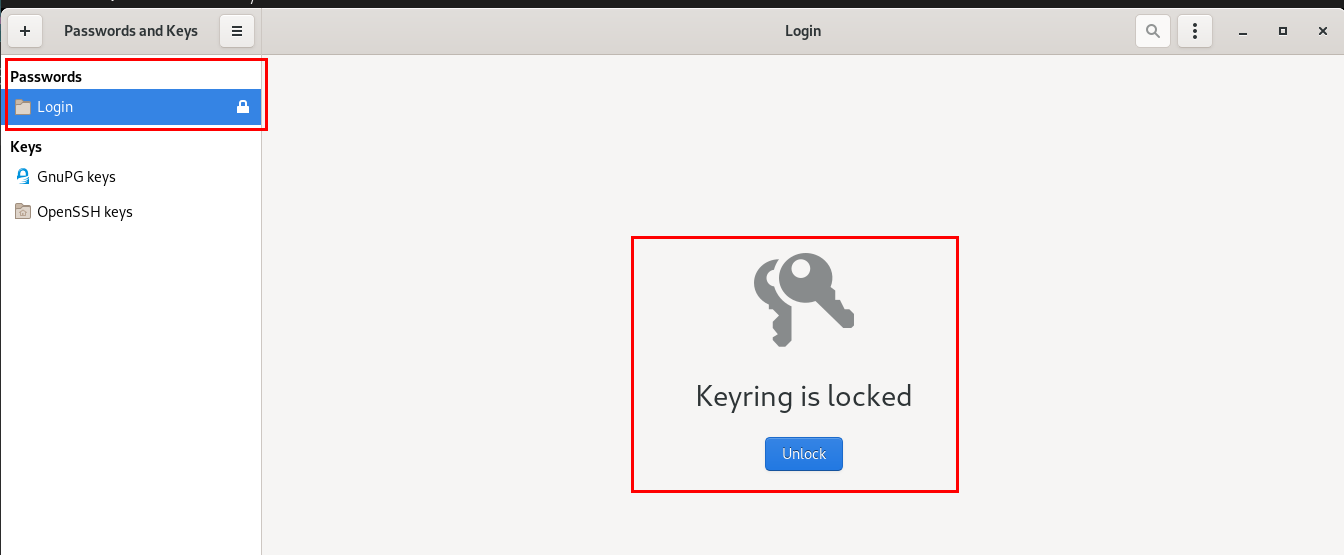 Passwords and Keys
Login
Passwords
Login
Keys
GnuPG keys
OpenSSH keys
Keyring is locked
Unlock